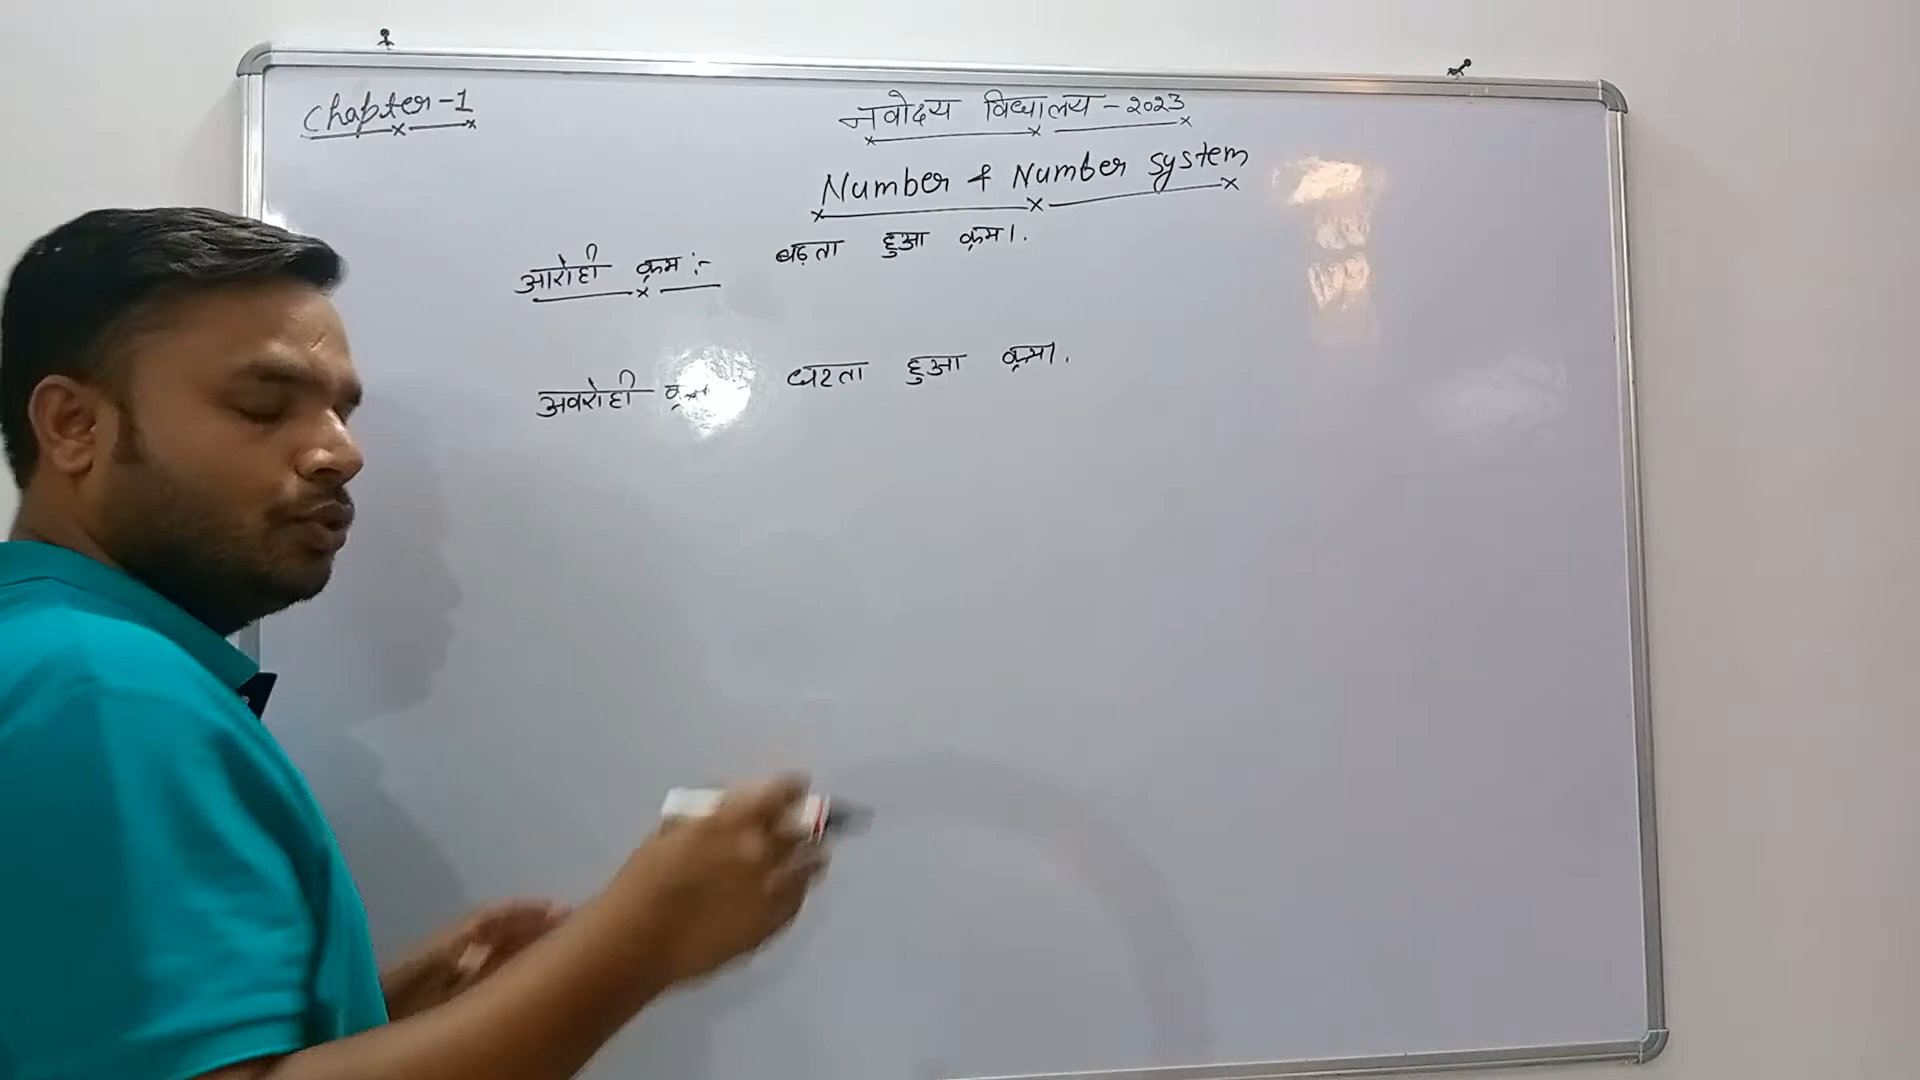 Chapter-1
नवोदय विद्यालय - २०२३
Number & Number System
आरोही क्रम :- बढ़ता हुआ क्रम।.
अवरोही क्रम घटता हुआ क्रम।.